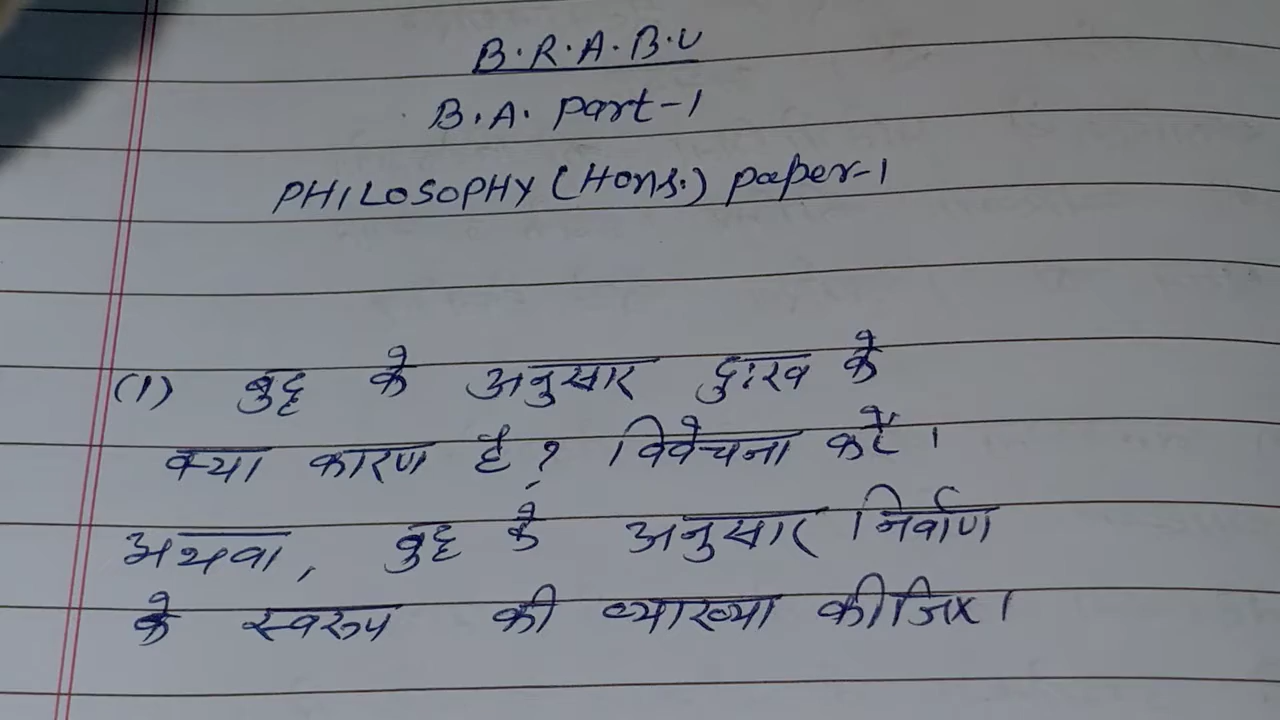 B.R.A.B.U
B.A. Part-1
PHILOSOPHY (Hons.) paper-1
(1) बुद्ध के अनुसार दुःख के
क्या कारण है? विवेचना करें।
अथवा, बुद्ध के अनुसार निर्वाण
के स्वरूप की व्याख्या कीजिए।